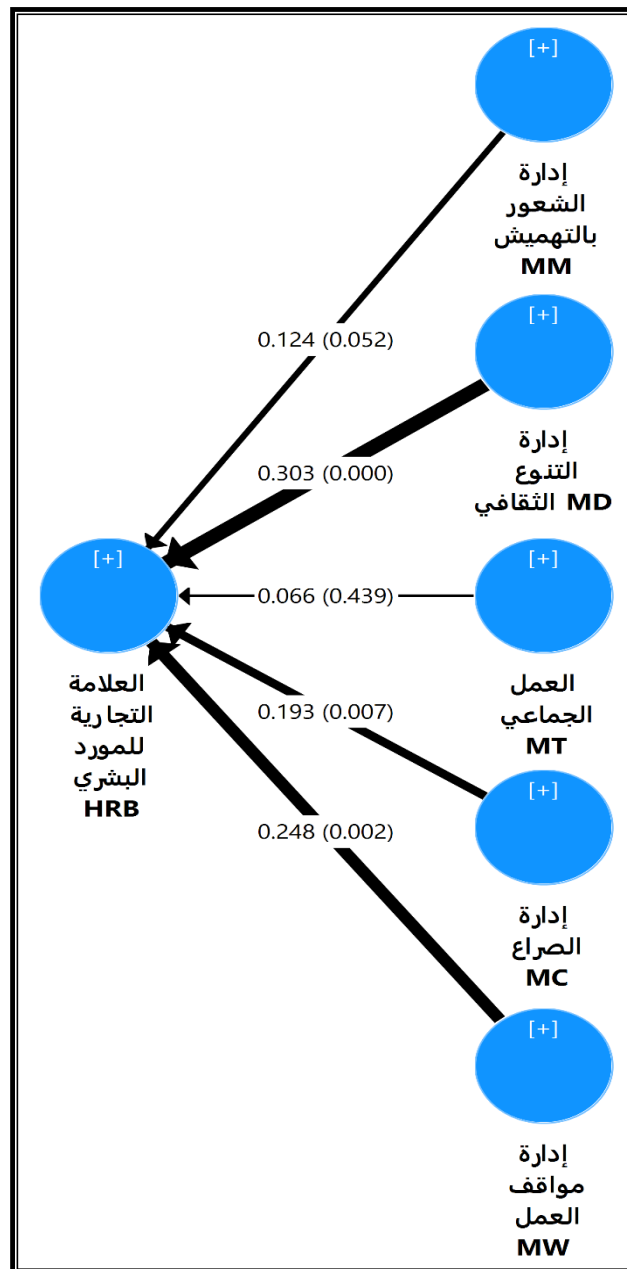 [+]
إدارة
الشعور
بالتهميش
MM
0.124 (0.052)
[+]
إدارة
التنوع
الثقافي MD
0.303 (0.000)
[+]
العلامة
التجارية
للمورد
البشري
HRB
[+]
العمل
الجماعي
MT
0.066 (0.439)
[+]
إدارة
الصراع
MC
0.193 (0.007)
[+]
إدارة
مواقف
العمل
MW
0.248 (0.002)